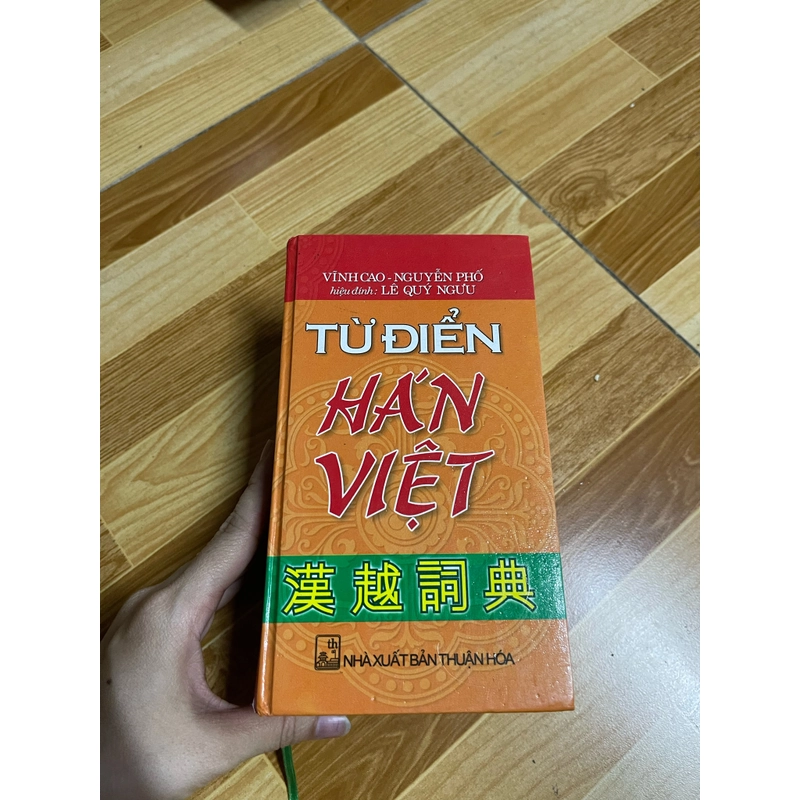 VĨNH CAO - NGUYỄN PHỐ
hiệu đính: LÊ QUÝ NGƯU
TỪ ĐIỂN
HÁN
VIỆT
漢越詞典
th
NHÀ XUẤT BẢN THUẬN HÓA